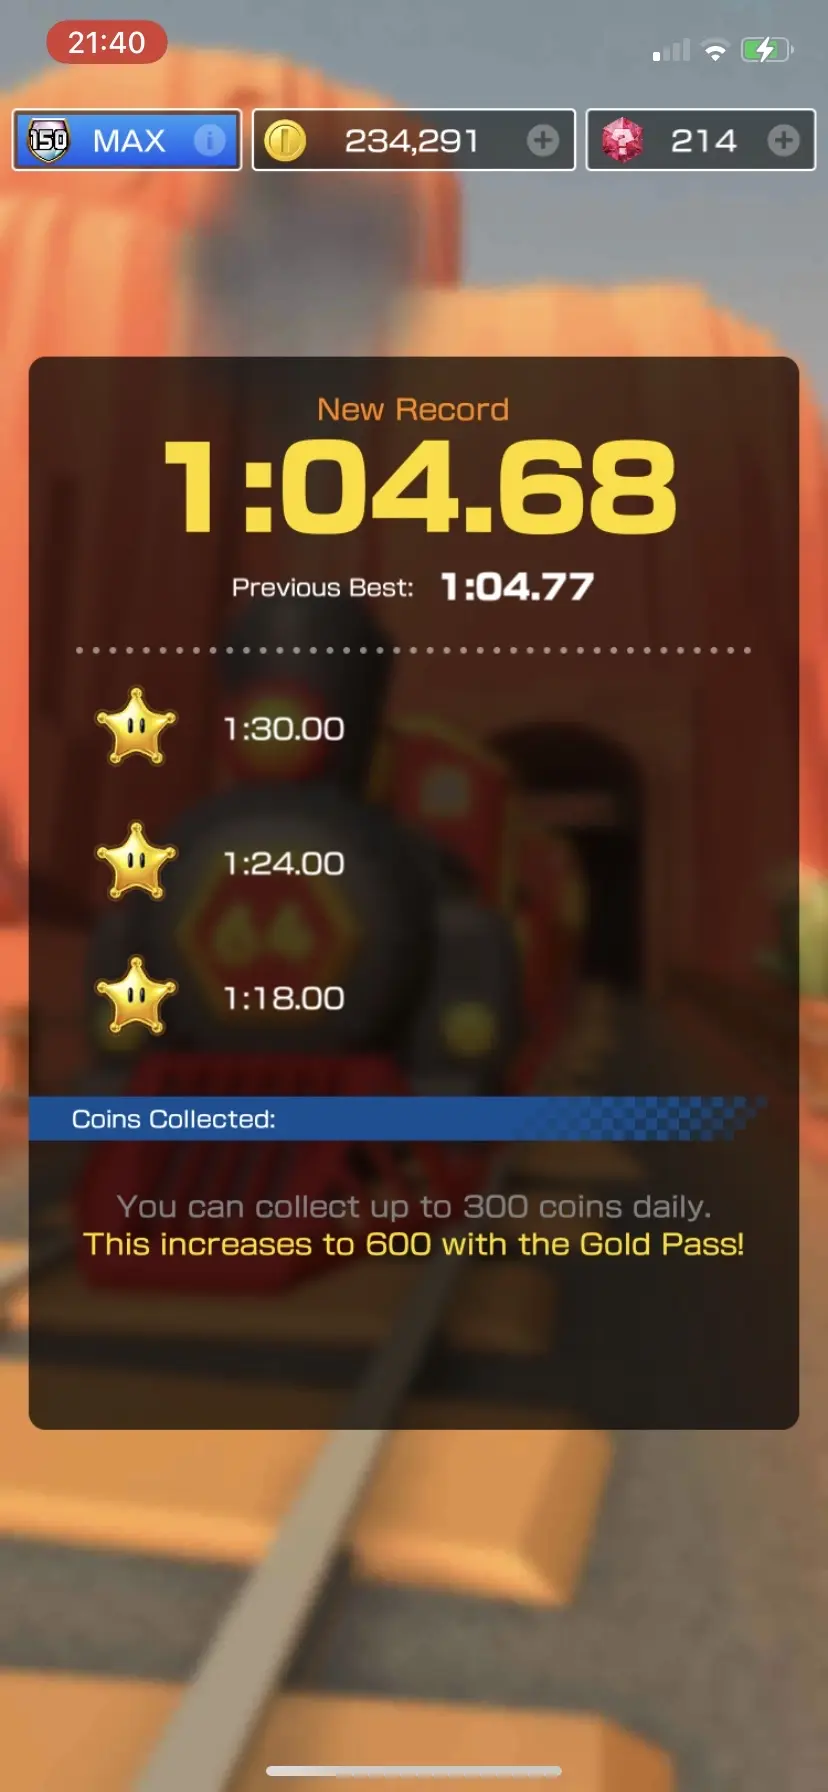 21:40
150 MAX i 234,291 + 214 +
New Record
1:04.68
Previous Best: 1:04.77
1:30.00
1:24.00
1:18.00
64
Coins Collected:
You can collect up to 300 coins daily.
This increases to 600 with the Gold Pass!